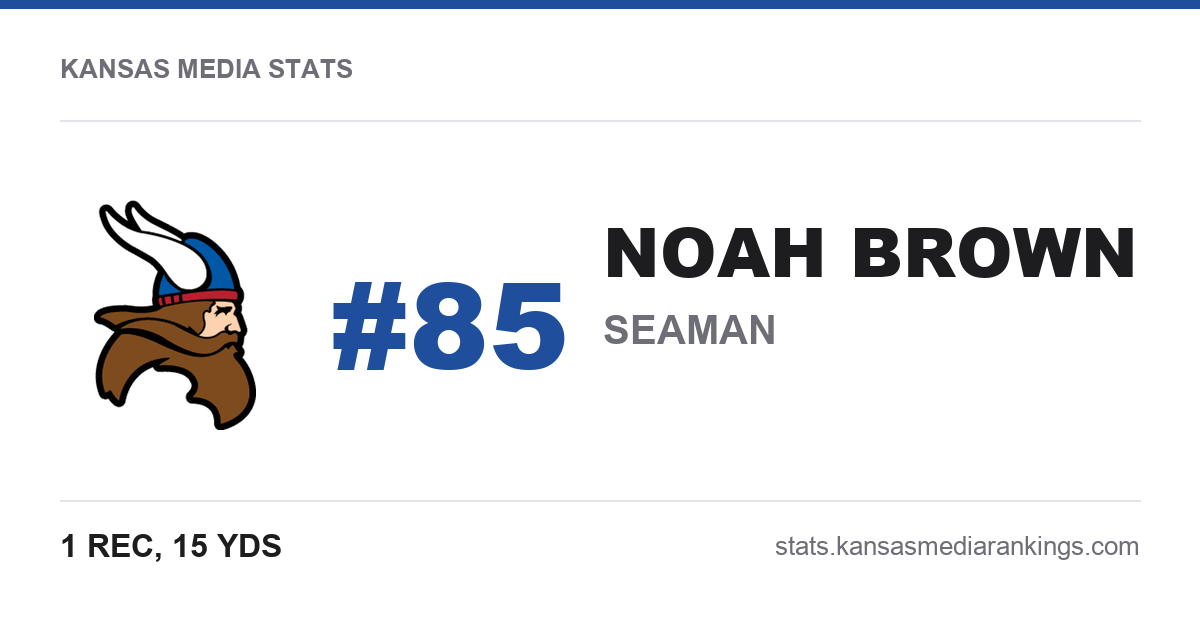 KANSAS MEDIA STATS
#85
NOAH BROWN
SEAMAN
1 REC, 15 YDS
stats.kansasmediarankings.com